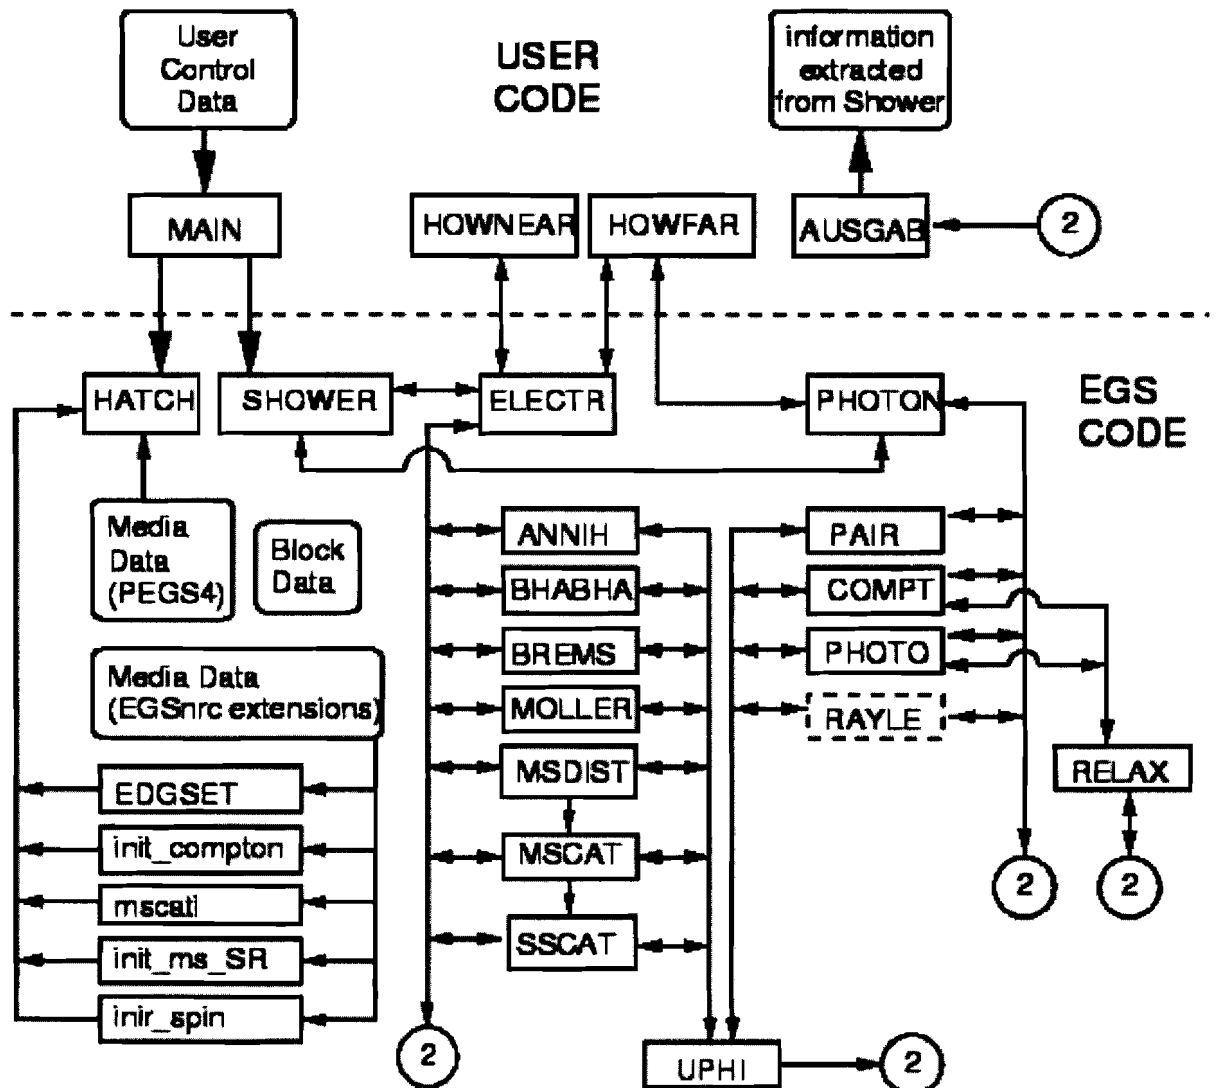 User
Control
Data
USER
CODE
information
extracted
from Shower
MAIN
HOWNEAR
HOWFAR
AUSGAB
2
HATCH
SHOWER
ELECTR
PHOTON
EGS
CODE
Media
Data
(PEGS4)
Block
Data
ANNIH
PAIR
BHABHA
COMPT
BREMS
PHOTO
Media Data
(EGSnrc extensions)
MOLLER
RAYLE
EDGSET
MSDIST
RELAX
init_compton
MSCAT
2
2
mscati
SSCAT
init_ms_SR
inir_spin
2
UPHI
2